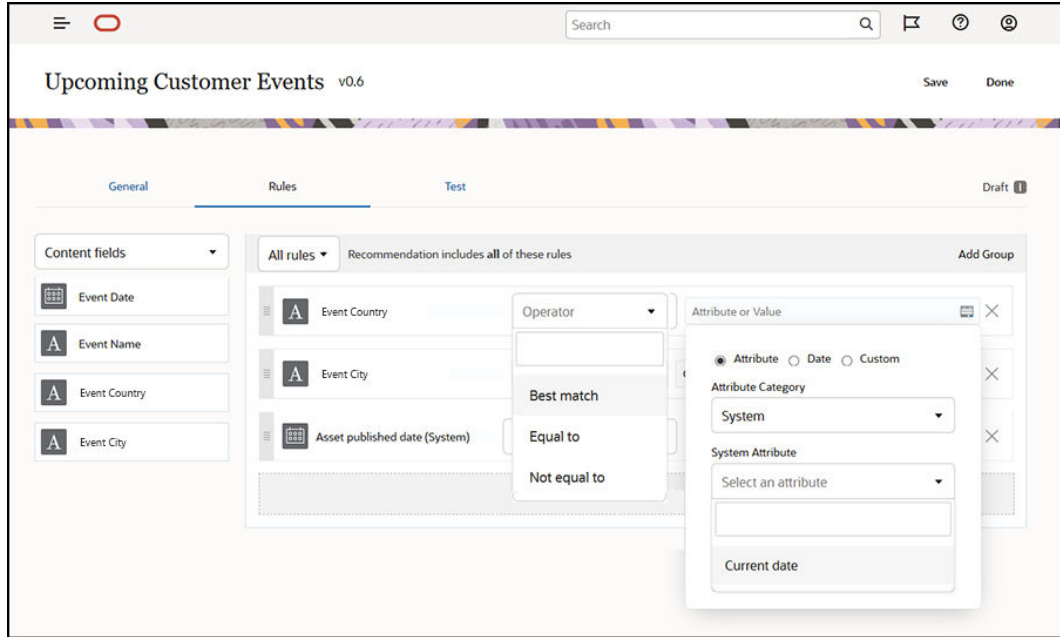 Search
Upcoming Customer Events v0.6
Save Done
General Rules Test Draft
Content fields
All rules Recommendation includes all of these rules Add Group
Event Date
A Event Name
A Event Country
A Event City
A Event Country Operator Attribute or Value
A Event City
Asset published date (System)
Best match
Equal to
Not equal to
Attribute Date Custom
Attribute Category
System
System Attribute
Select an attribute
Current date